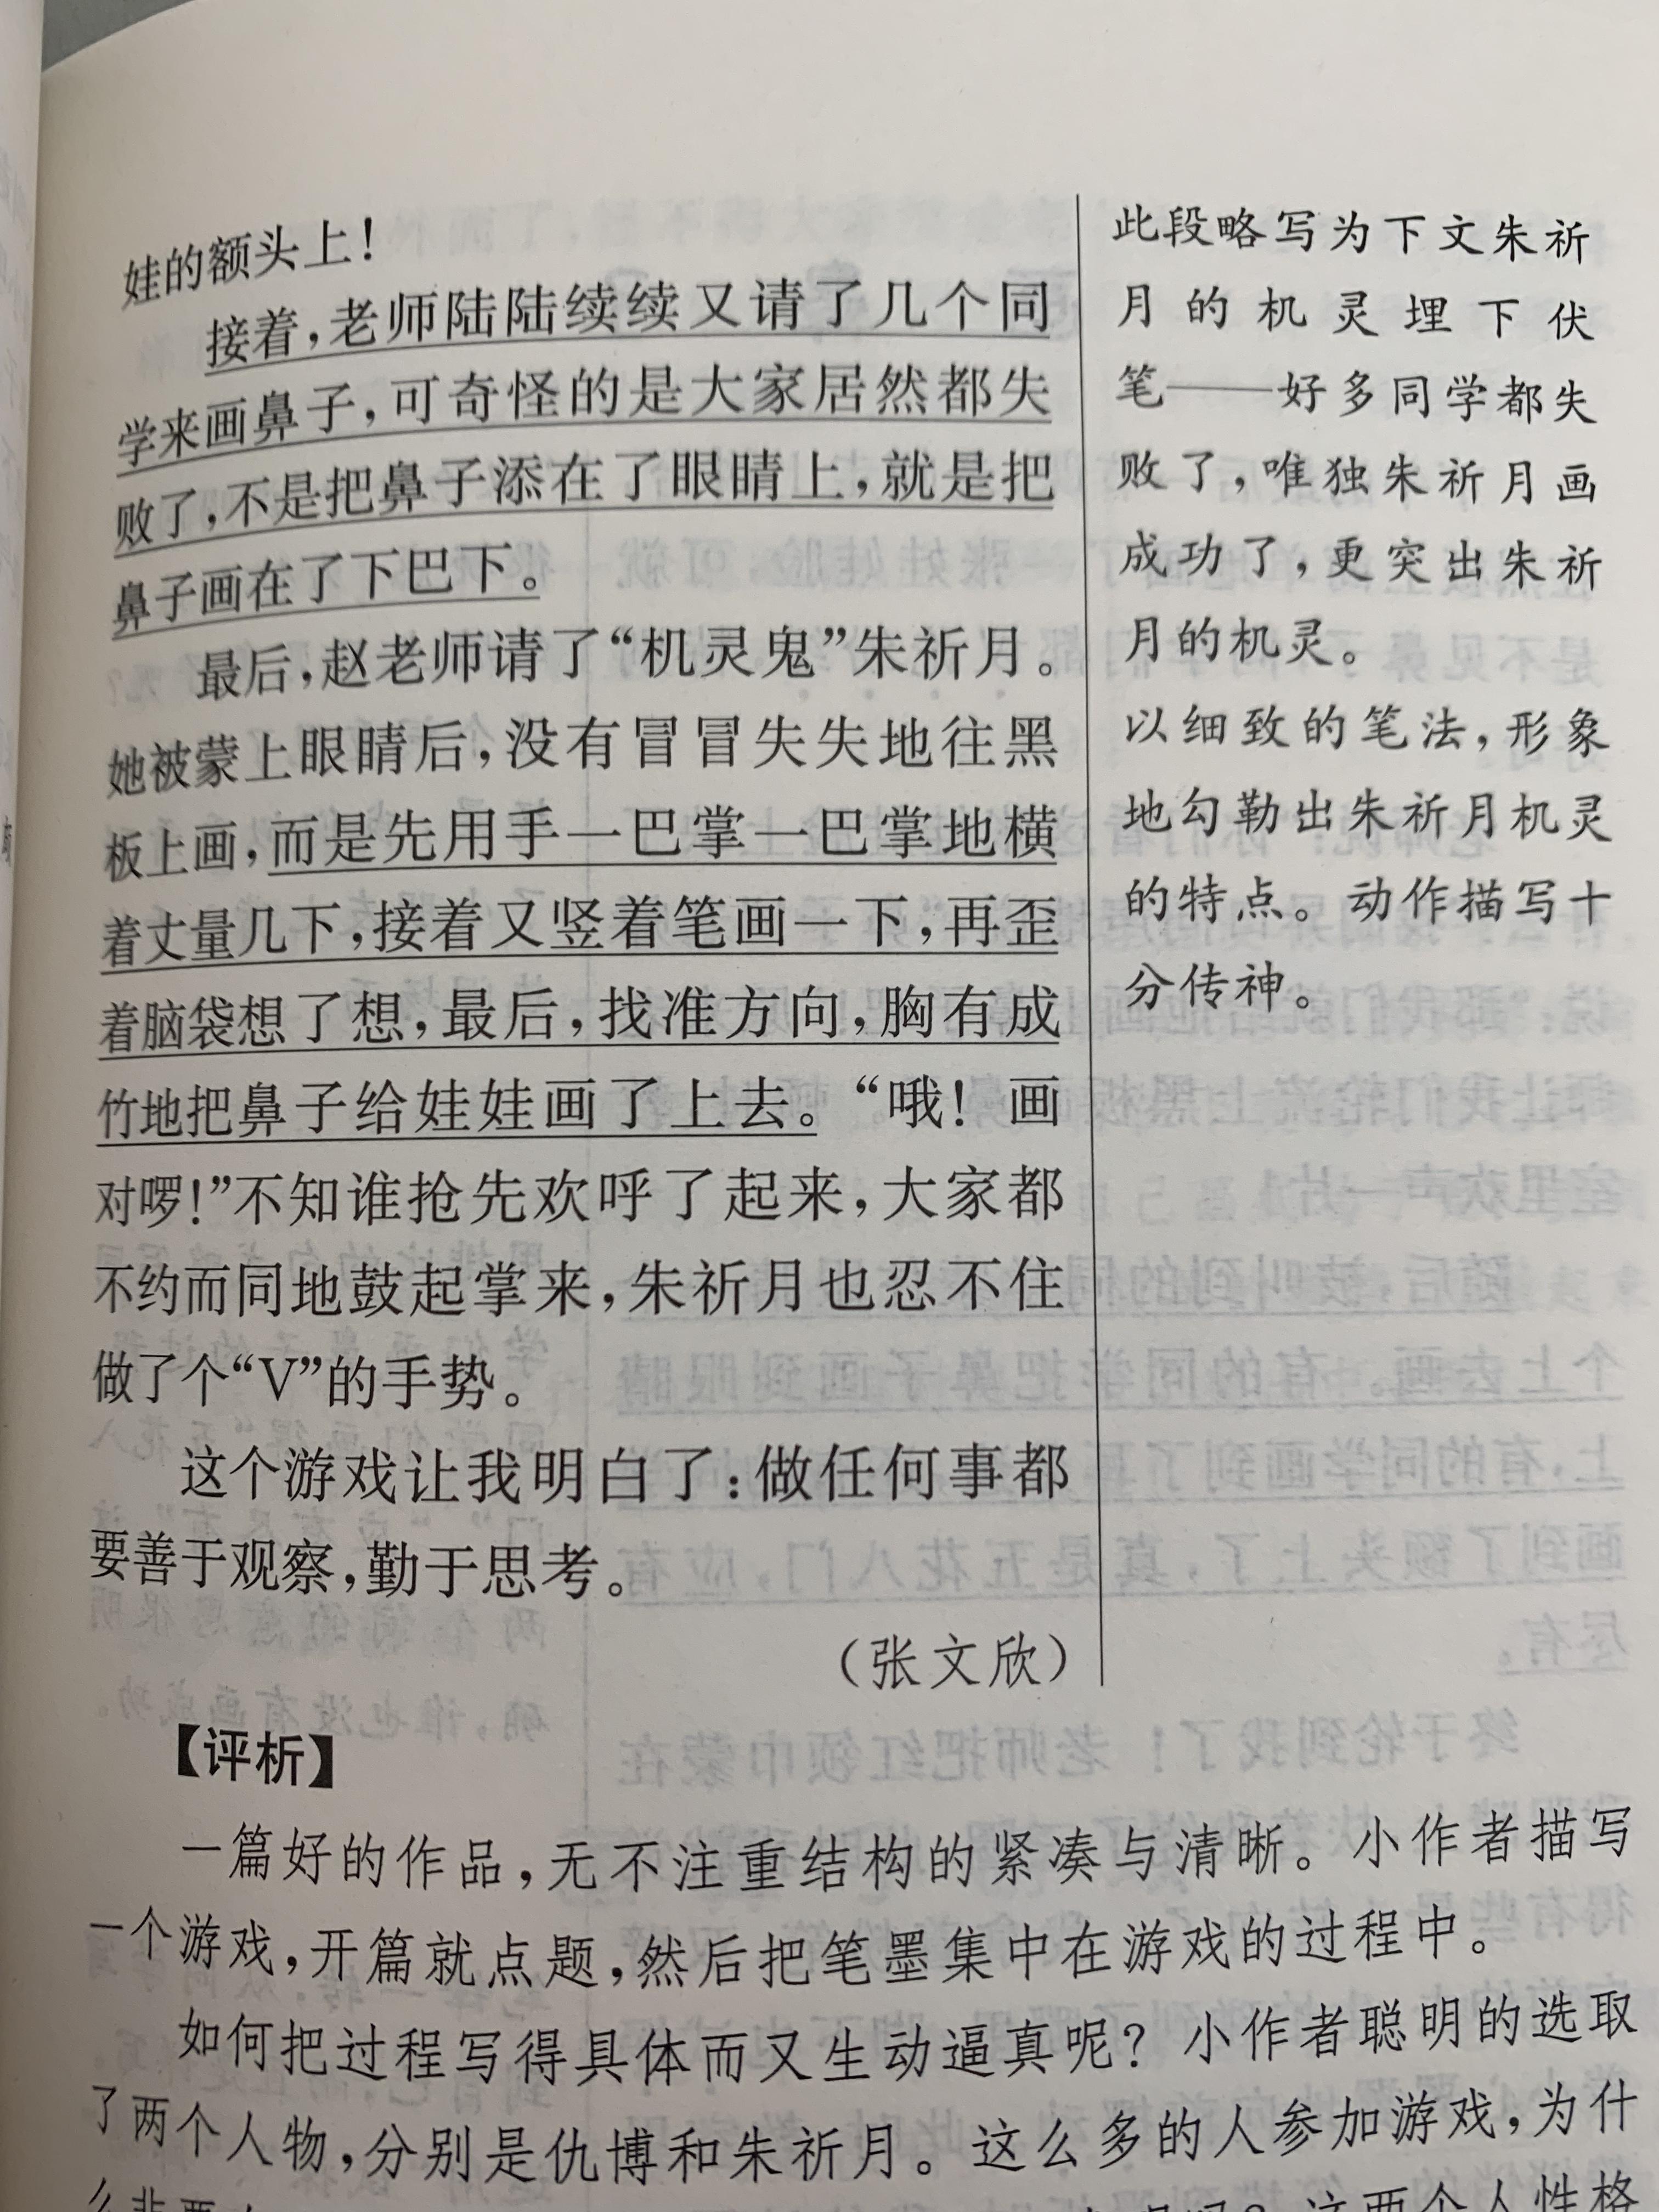 娃的额头上！
接着，老师陆陆续续又请了几个同
学来画鼻子，可奇怪的是大家居然都失
败了，不是把鼻子添在了眼睛上，就是把
鼻子画在了下巴下。
最后，赵老师请了“机灵鬼”朱祈月。
她被蒙上眼睛后，没有冒冒失失地往黑
板上画，而是先用手一巴掌一巴掌地横
着丈量几下，接着又竖着笔画一下，再歪
着脑袋想了想，最后，找准方向，胸有成
竹地把鼻子给娃娃画了上去。“哦！画
对啰！”不知谁抢先欢呼了起来，大家都
不约而同地鼓起掌来，朱祈月也忍不住
做了个“V”的手势。
这个游戏让我明白了：做任何事都
要善于观察，勤于思考。
（张文欣）
此段略写为下文朱祈
月的机灵埋下伏
笔——好多同学都失
败了，唯独朱祈月画
成功了，更突出朱祈
月的机灵。
以细致的笔法，形象
地勾勒出朱祈月机灵
的特点。动作描写十
分传神。
【评析】
一篇好的作品，无不注重结构的紧凑与清晰。小作者描写
一个游戏，开篇就点题，然后把笔墨集中在游戏的过程中。
如何把过程写得具体而又生动逼真呢？小作者聪明的选取
了两个人物，分别是仇博和朱祈月。这么多的人参加游戏，为什
这两个人性格